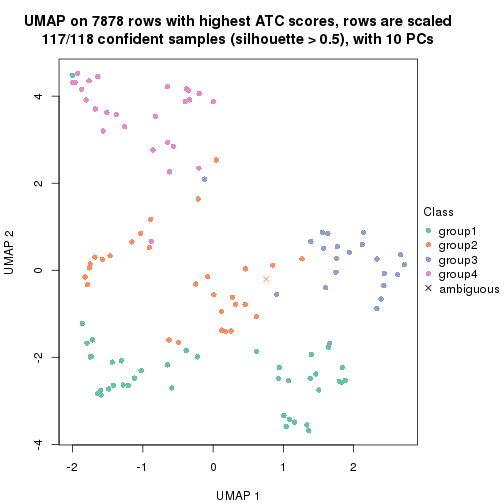 UMAP on 7878 rows with highest ATC scores, rows are scaled
117/118 confident samples (silhouette > 0.5), with 10 PCs
UMAP 2
4
2
0
-2
-4
-2
-1
0
1
2
UMAP 1
Class
group1
group2
group3
group4
ambiguous